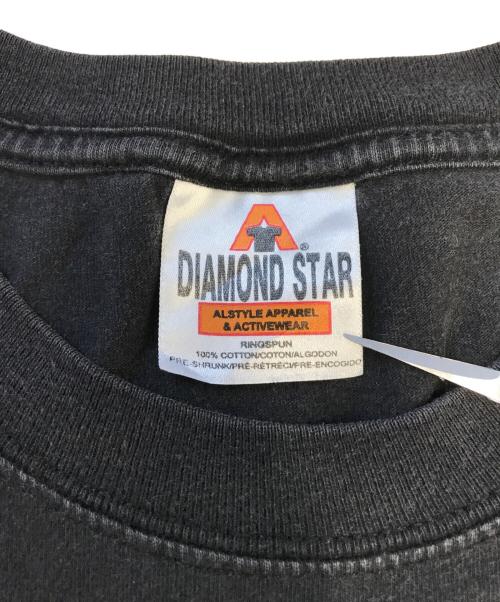 A
®
DIAMOND STAR
ALSTYLE APPAREL
& ACTIVEWEAR
RINGSPUN
100% COTTON/COTON/ALGODON
PRE-SHRUNK/PRÉ-RÉTRÉCI/PRE-ENCOGIDO